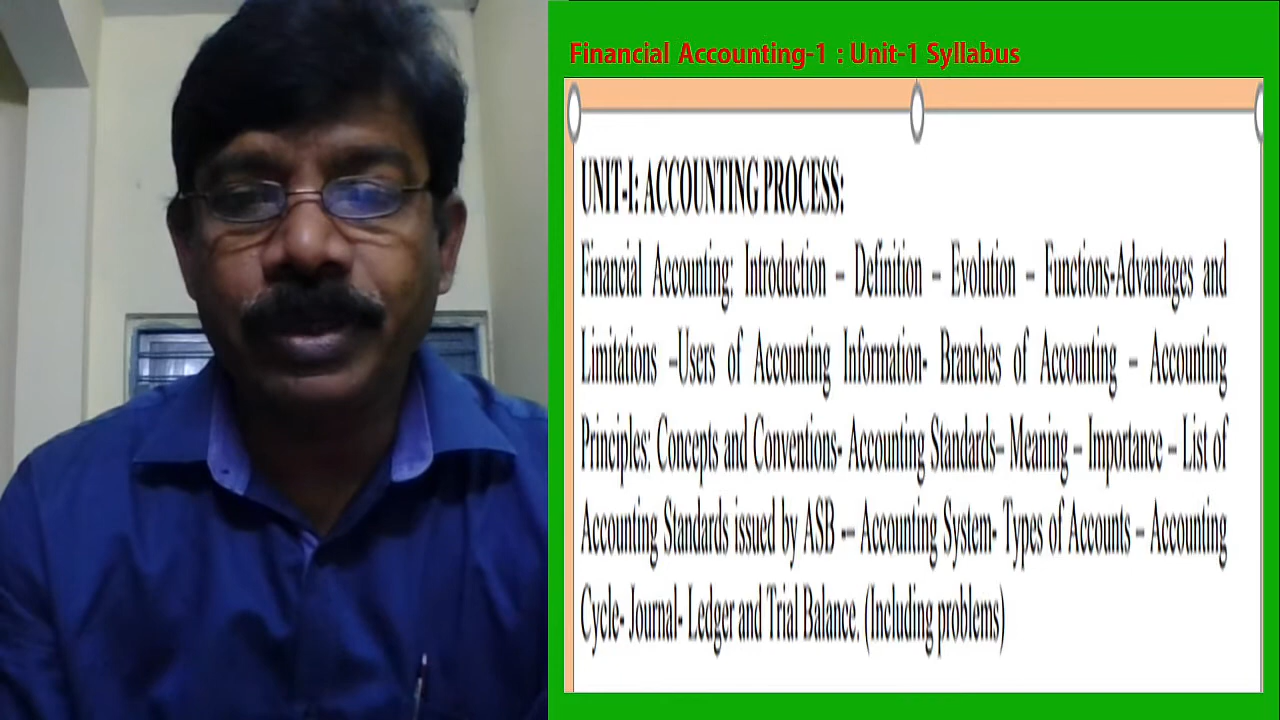 Financial Accounting-1 : Unit-1 Syllabus
UNIT-I: ACCOUNTING PROCESS:
Financial Accounting: Introduction – Definition – Evolution – Functions-Advantages and
Limitations –Users of Accounting Information- Branches of Accounting – Accounting
Principles: Concepts and Conventions- Accounting Standards– Meaning – Importance – List of
Accounting Standards issued by ASB -– Accounting System- Types of Accounts – Accounting
Cycle- Journal- Ledger and Trial Balance. (Including problems)